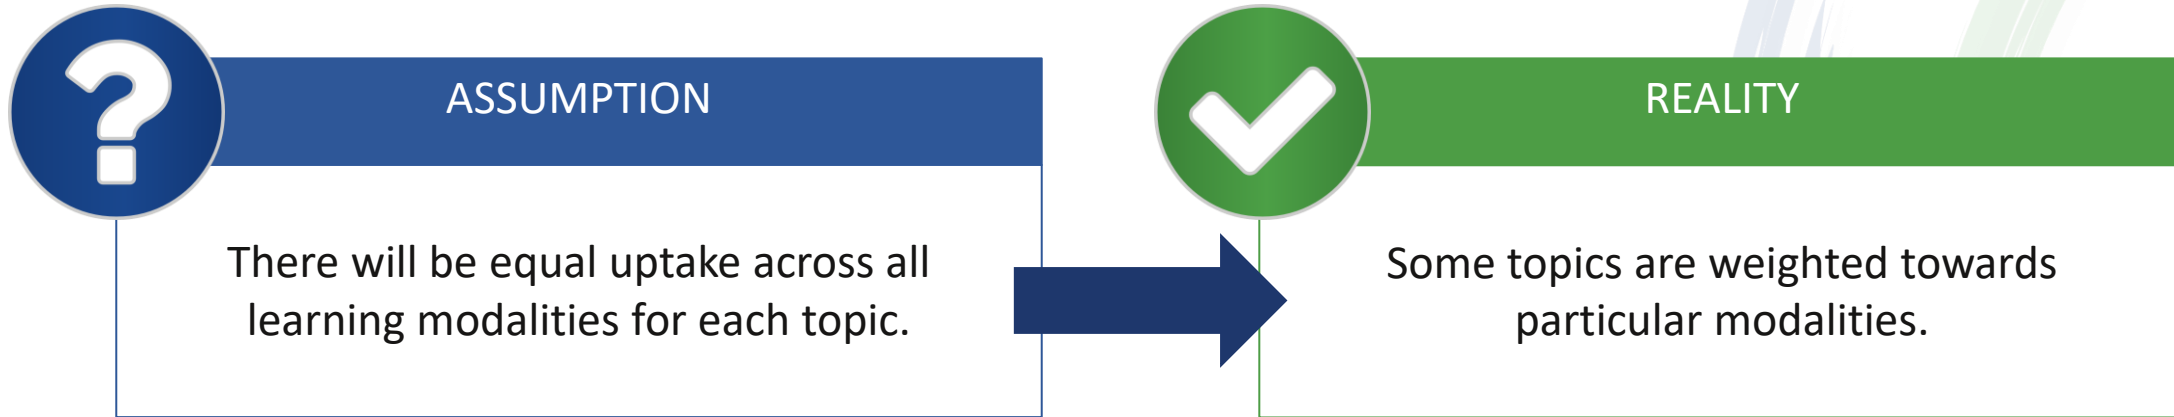 ASSUMPTION
There will be equal uptake across all
learning modalities for each topic.
REALITY
Some topics are weighted towards
particular modalities.